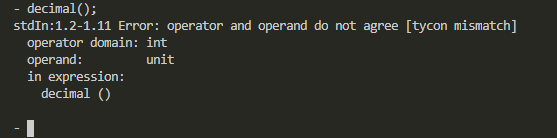 - decimal();
stdIn:1.2-1.11 Error: operator and operand do not agree [tycon mismatch]
  operator domain: int
  operand:         unit
  in expression:
    decimal ()
-